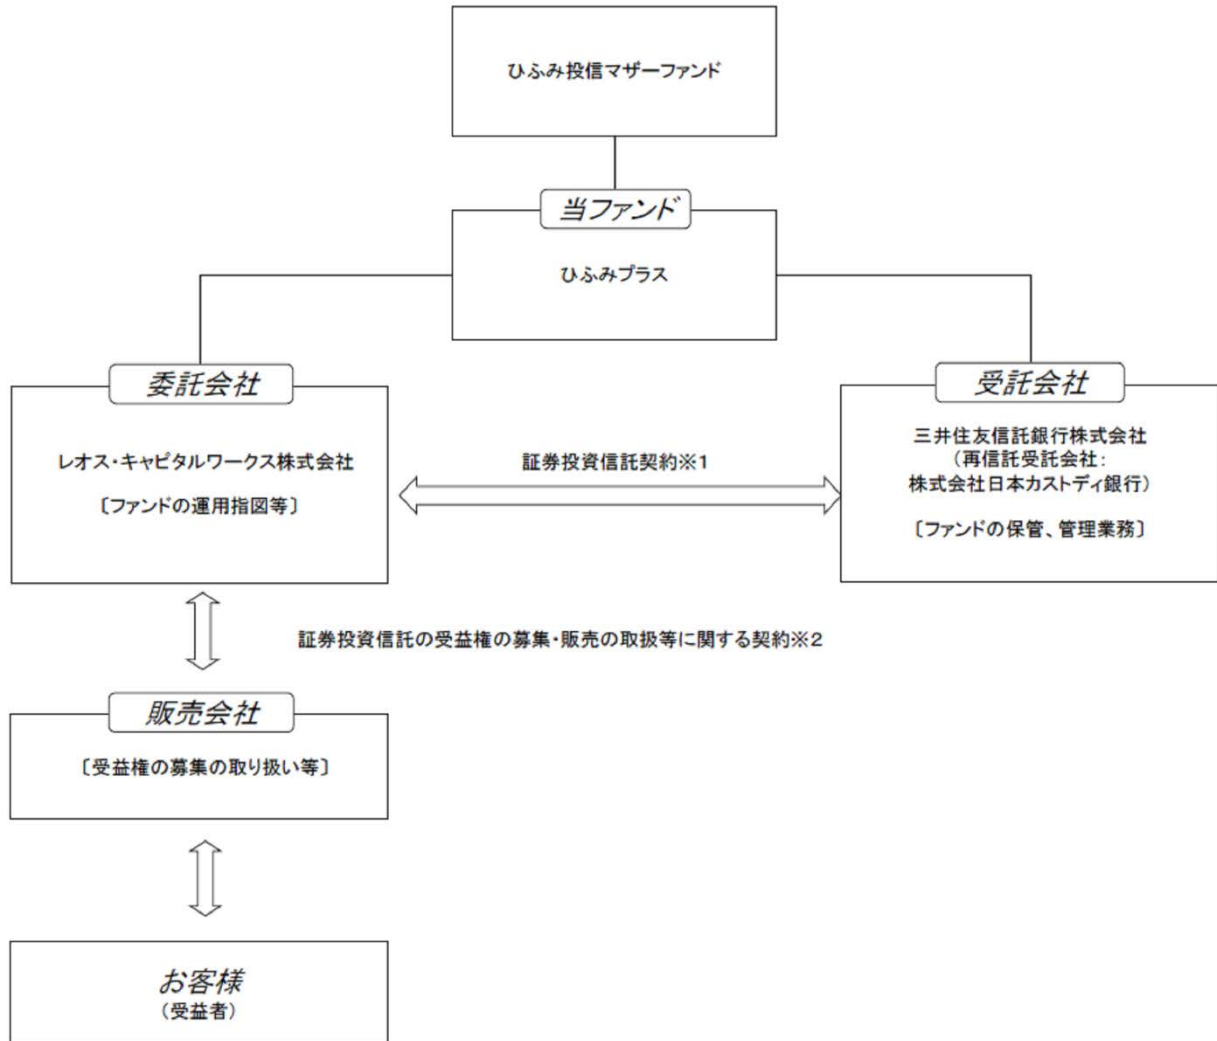 ひふみ投信マザーファンド
当ファンド
ひふみプラス
委託会社
レオス・キャピタルワークス株式会社
〔ファンドの運用指図等〕
証券投資信託契約※1
受託会社
三井住友信託銀行株式会社
（再信託受託会社：
株式会社日本カストディ銀行）
〔ファンドの保管、管理業務〕
証券投資信託の受益権の募集・販売の取扱等に関する契約※2
販売会社
〔受益権の募集の取り扱い等〕
お客様
（受益者）